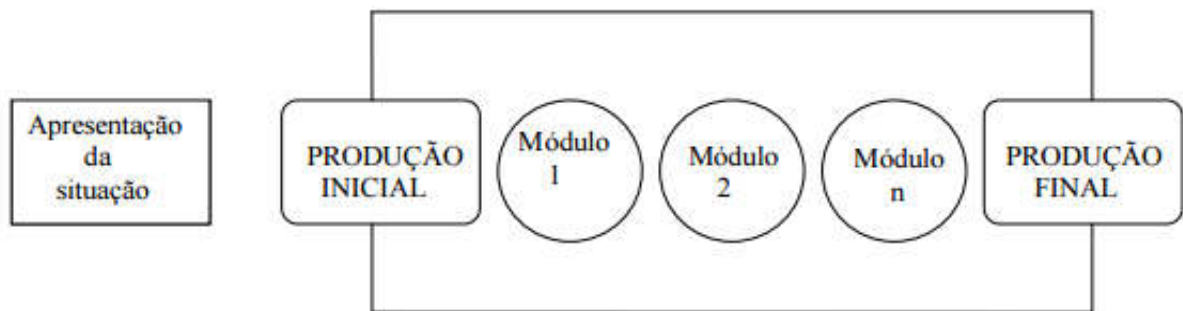 Apresentação
da
situação
PRODUÇÃO
INICIAL
Módulo
1
Módulo
2
Módulo
n
PRODUÇÃO
FINAL